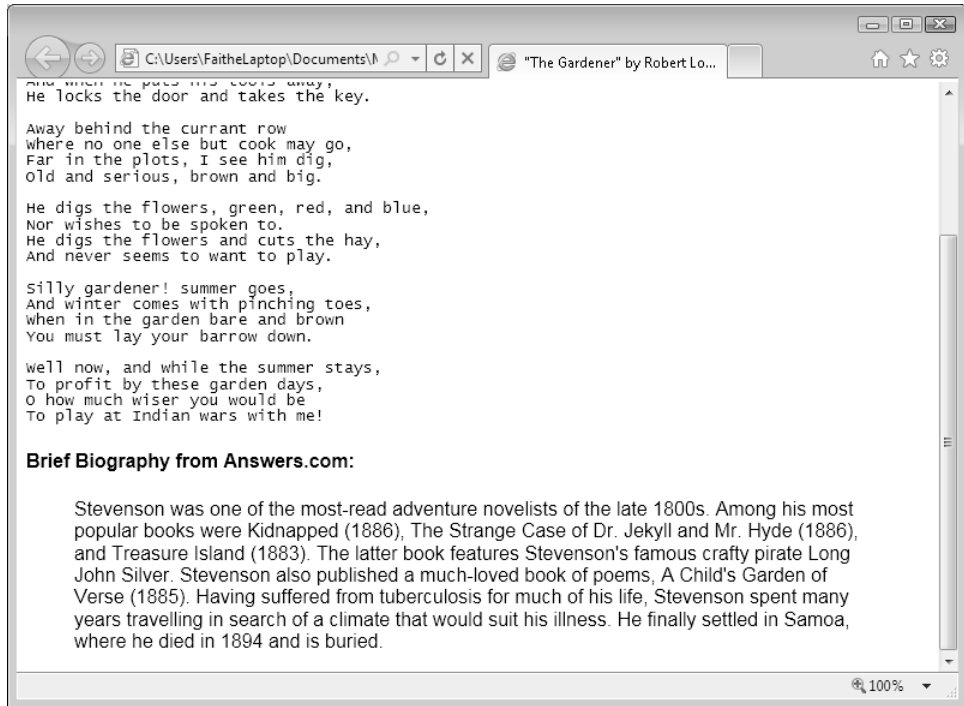 C:\Users\FaitheLaptop\Documents\N
"The Gardener" by Robert Lo...
And when he puts his tools away,
He locks the door and takes the key.
Away behind the currant row
Where no one else but cook may go,
Far in the plots, I see him dig,
Old and serious, brown and big.
He digs the flowers, green, red, and blue,
Nor wishes to be spoken to.
He digs the flowers and cuts the hay,
And never seems to want to play.
Silly gardener! summer goes,
And winter comes with pinching toes,
When in the garden bare and brown
You must lay your barrow down.
Well now, and while the summer stays,
To profit by these garden days,
O how much wiser you would be
To play at Indian wars with me!
Brief Biography from Answers.com:
Stevenson was one of the most-read adventure novelists of the late 1800s. Among his most
popular books were Kidnapped (1886), The Strange Case of Dr. Jekyll and Mr. Hyde (1886),
and Treasure Island (1883). The latter book features Stevenson's famous crafty pirate Long
John Silver. Stevenson also published a much-loved book of poems, A Child's Garden of
Verse (1885). Having suffered from tuberculosis for much of his life, Stevenson spent many
years travelling in search of a climate that would suit his illness. He finally settled in Samoa,
where he died in 1894 and is buried.
100%